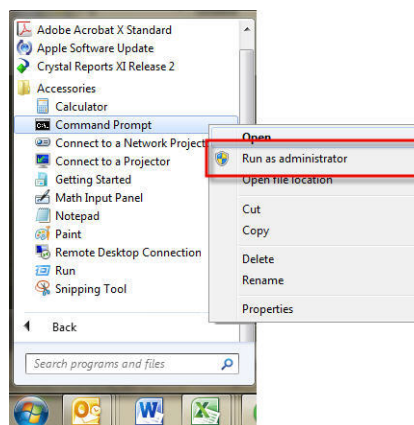 Adobe Acrobat X Standard
Apple Software Update
Crystal Reports XI Release 2
Accessories
Calculator
Command Prompt
Connect to a Network Project
Connect to a Projector
Getting Started
Math Input Panel
Notepad
Paint
Remote Desktop Connection
Run
Snipping Tool
Back
Search programs and files
Open
Run as administrator
Open file location
Cut
Copy
Delete
Rename
Properties